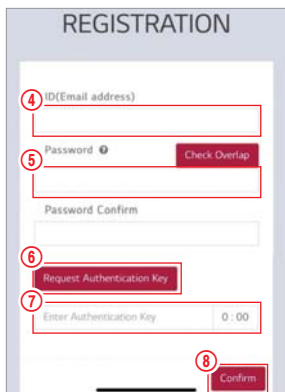 REGISTRATION
④ ID(Email address)
Password ?
Check Overlap
⑤
Password Confirm
⑥
Request Authentication Key
⑦
Enter Authentication Key 0 : 00
⑧
Confirm